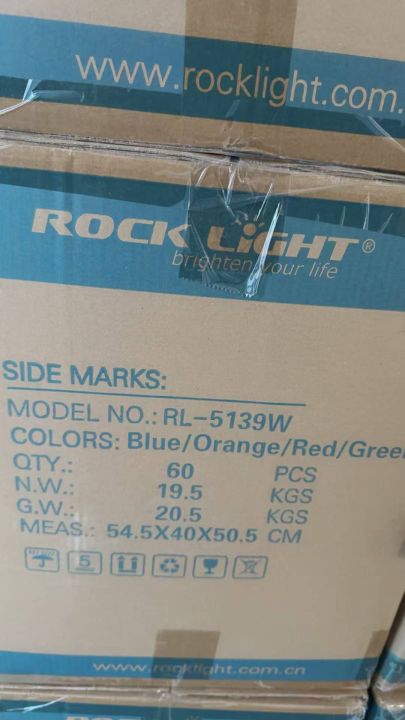 www.rocklight.com.
ROCK LIGHT®
brighten your life
SIDE MARKS:
MODEL NO.: RL-5139W
COLORS: Blue/Orange/Red/Green
QTY.: 60 PCS
N.W.: 19.5 KGS
G.W.: 20.5 KGS
MEAS.: 54.5X40X50.5 CM
5
www.rocklight.com.cn